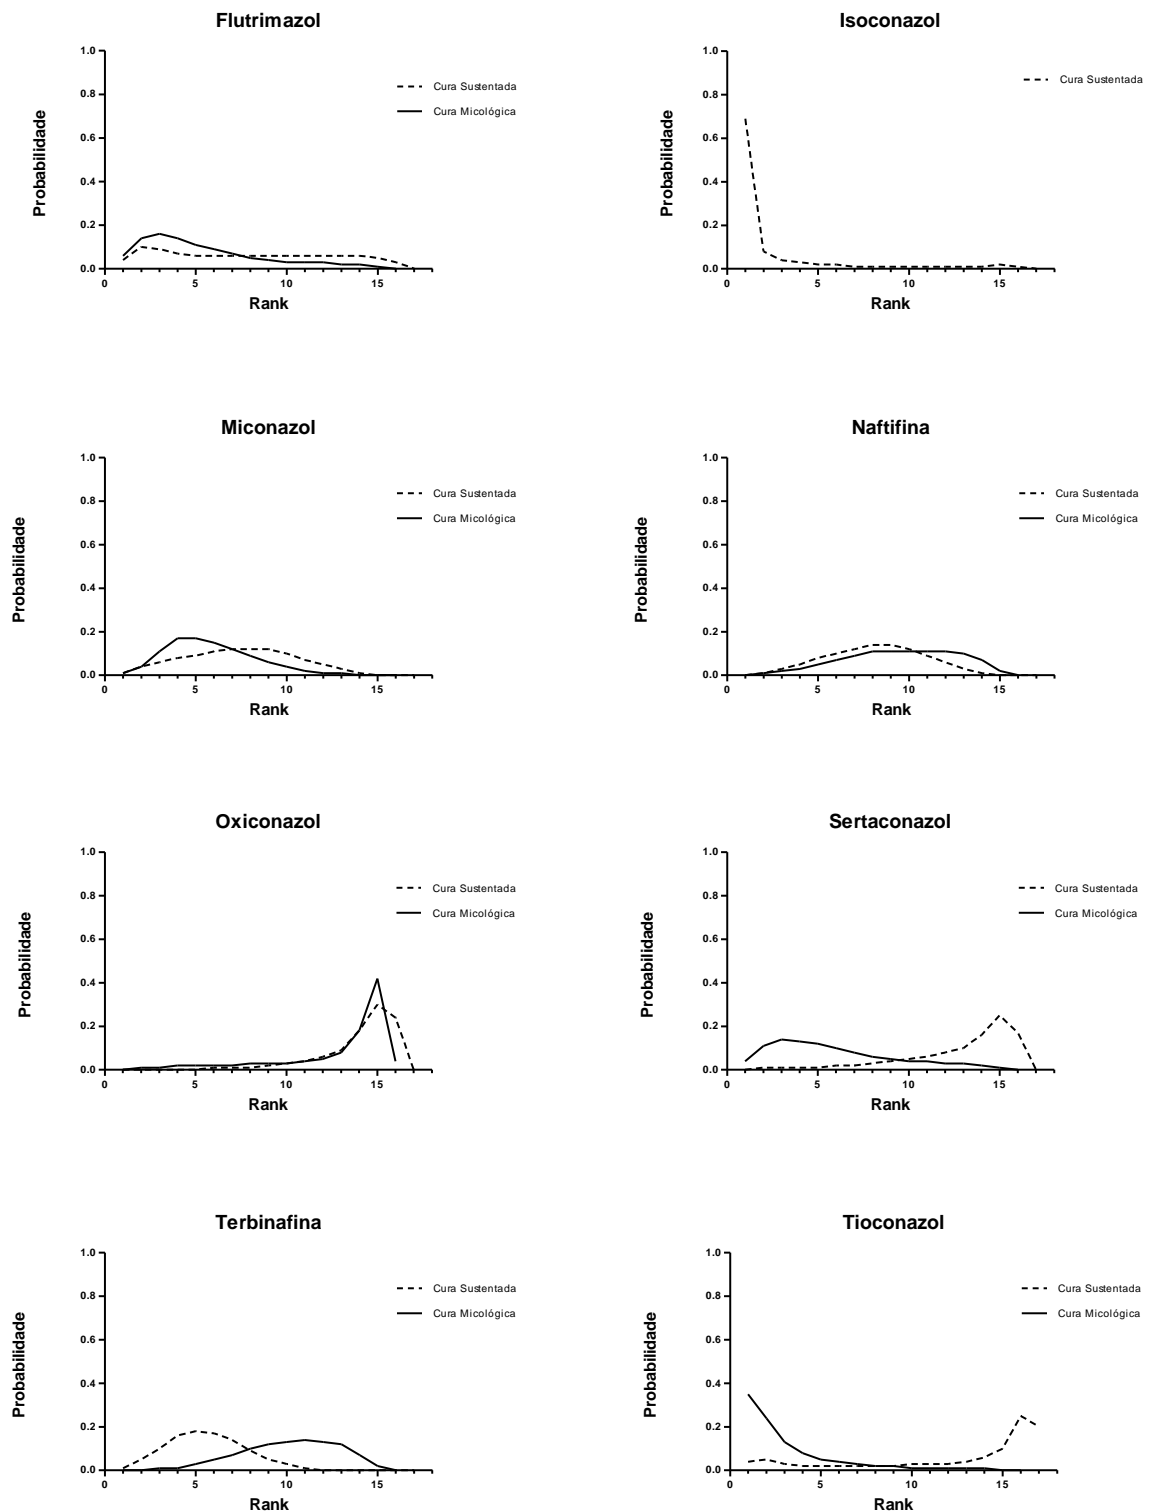 Flutrimazol
1.0
0.8
0.6
0.4
0.2
0.0
0 5 10 15
Probabilidade
Rank
Cura Sustentada
Cura Micológica
Isoconazol
1.0
0.8
0.6
0.4
0.2
0.0
0 5 10 15
Probabilidade
Rank
Cura Sustentada
Miconazol
1.0
0.8
0.6
0.4
0.2
0.0
0 5 10 15
Probabilidade
Rank
Cura Sustentada
Cura Micológica
Naftifina
1.0
0.8
0.6
0.4
0.2
0.0
0 5 10 15
Probabilidade
Rank
Cura Sustentada
Cura Micológica
Oxiconazol
1.0
0.8
0.6
0.4
0.2
0.0
0 5 10 15
Probabilidade
Rank
Cura Sustentada
Cura Micológica
Sertaconazol
1.0
0.8
0.6
0.4
0.2
0.0
0 5 10 15
Probabilidade
Rank
Cura Sustentada
Cura Micológica
Terbinafina
1.0
0.8
0.6
0.4
0.2
0.0
0 5 10 15
Probabilidade
Rank
Cura Sustentada
Cura Micológica
Tioconazol
1.0
0.8
0.6
0.4
0.2
0.0
0 5 10 15
Probabilidade
Rank
Cura Sustentada
Cura Micológica